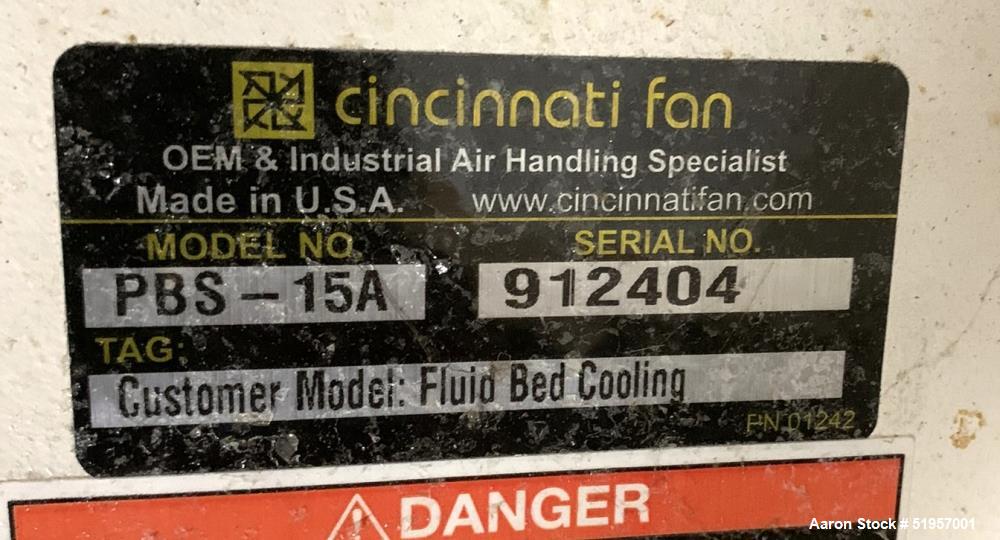 cincinnati fan
OEM & Industrial Air Handling Specialist
Made in U.S.A. www.cincinnatifan.com
MODEL NO. SERIAL NO.
PBS-15A 912404
TAG:
Customer Model: Fluid Bed Cooling
P/N 01242
DANGER
Aaron Stock # 51957001